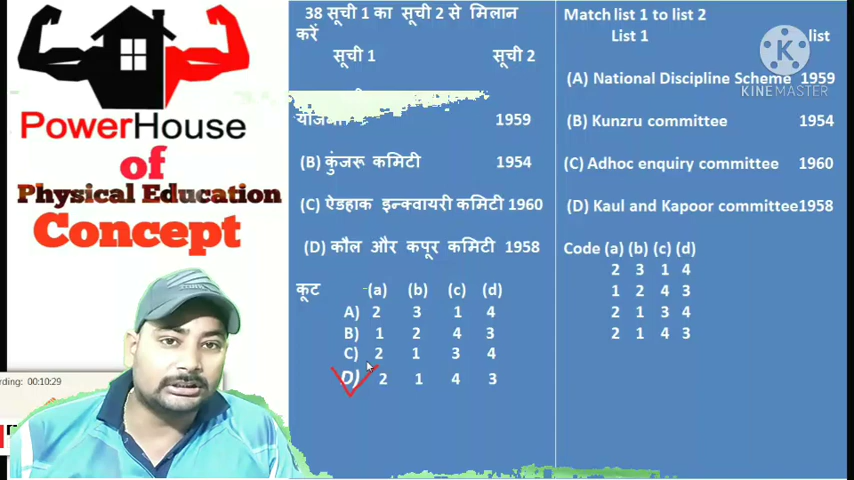 PowerHouse
of
Physical Education
Concept
38 सूची 1 का सूची 2 से मिलान
करें
सूची 1 सूची 2
1959
(B) कुंजरू कमिटी 1954
(C) ऐडहाक इन्क्वायरी कमिटी 1960
(D) कौल और कपूर कमिटी 1958
कूट (a) (b) (c) (d)
A) 2 3 1 4
B) 1 2 4 3
C) 2 1 3 4
D) 2 1 4 3
Match list 1 to list 2
List 1 list
(A) National Discipline Scheme 1959
(B) Kunzru committee 1954
(C) Adhoc enquiry committee 1960
(D) Kaul and Kapoor committee1958
Code (a) (b) (c) (d)
2 3 1 4
1 2 4 3
2 1 3 4
2 1 4 3
K
KINEMASTER
rding: 00:10:29